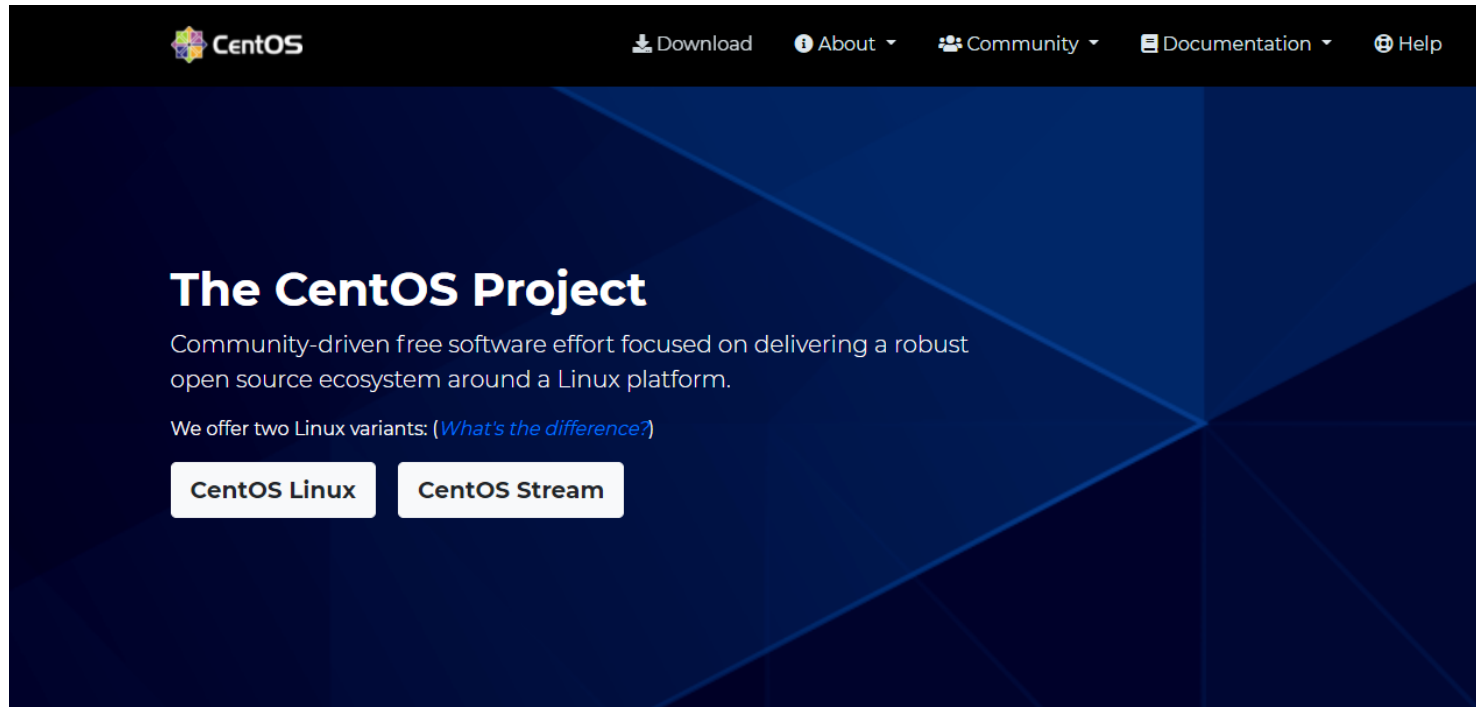 CentOS
Download
About
Community
Documentation
Help
The CentOS Project
Community-driven free software effort focused on delivering a robust
open source ecosystem around a Linux platform.
We offer two Linux variants: (What's the difference?)
CentOS Linux
CentOS Stream